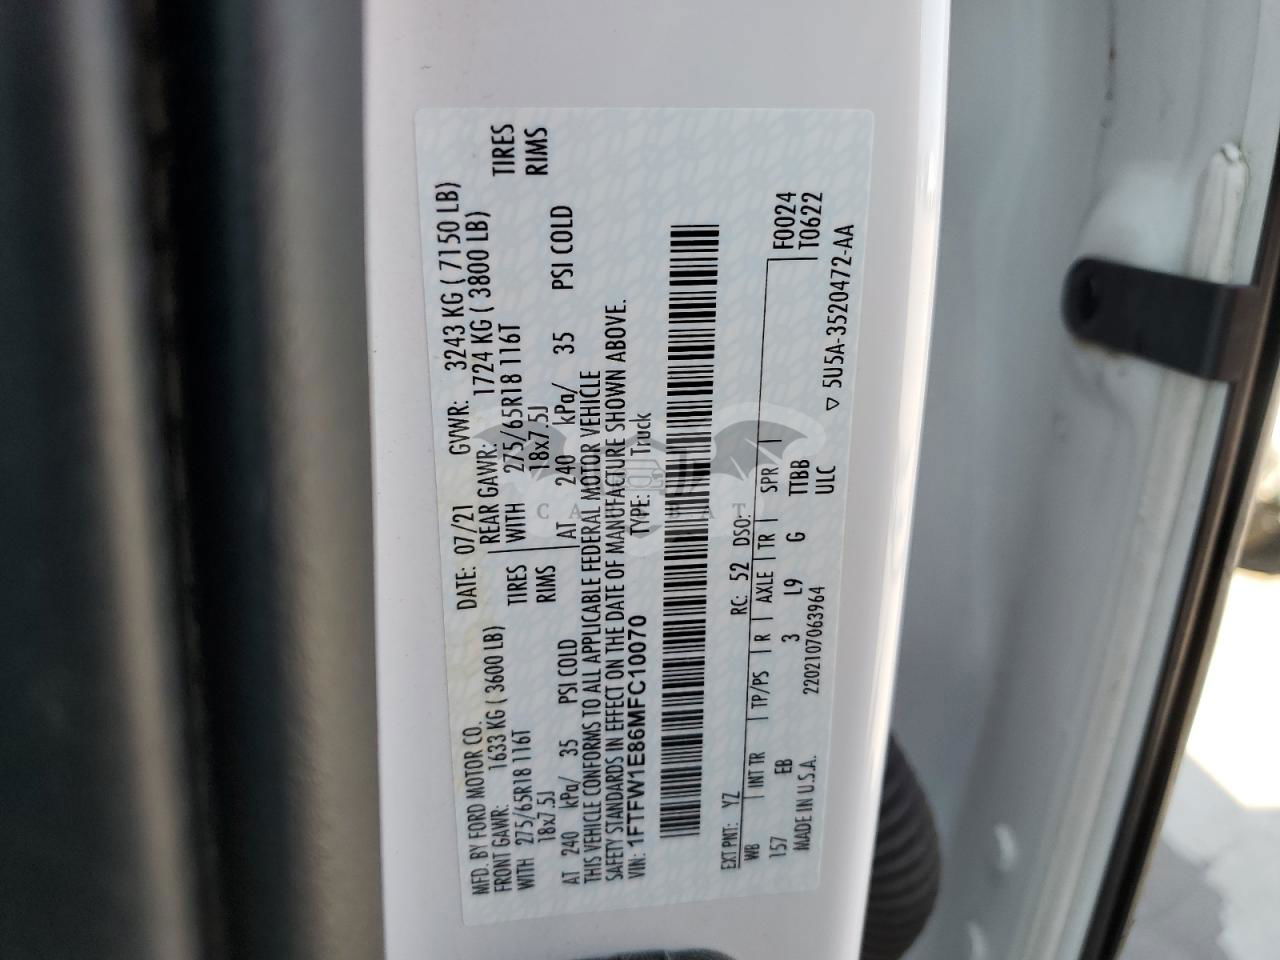 MFD. BY FORD MOTOR CO.
DATE: 07/21 GVWR: 3243 KG ( 7150 LB)
FRONT GAWR: 1633 KG ( 3600 LB)
REAR GAWR: 1724 KG ( 3800 LB)
WITH 275/65R18 116T TIRES
WITH 275/65R18 116T TIRES
18x7.5J RIMS
18x7.5J RIMS
AT 240 kPa/ 35 PSI COLD
AT 240 kPa/ 35 PSI COLD
THIS VEHICLE CONFORMS TO ALL APPLICABLE FEDERAL MOTOR VEHICLE
SAFETY STANDARDS IN EFFECT ON THE DATE OF MANUFACTURE SHOWN ABOVE.
VIN: 1FTFW1E86MFC10070 TYPE: Truck
CARBAT
EXT PNT: YZ RC: 52 DSO: F0024
WB | INT TR | TP/PS | R | AXLE | TR | SPR | T0622
157 EB 3 L9 G TTBB
ULC
MADE IN U.S.A. 2202107063964 ▽ 5U5A-3520472-AA